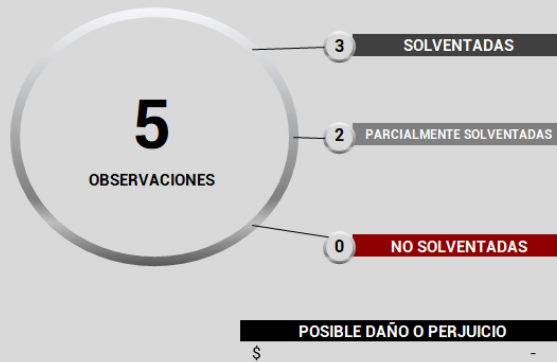 5
OBSERVACIONES
3 SOLVENTADAS
2 PARCIALMENTE SOLVENTADAS
0 NO SOLVENTADAS
POSIBLE DAÑO O PERJUICIO
$ -